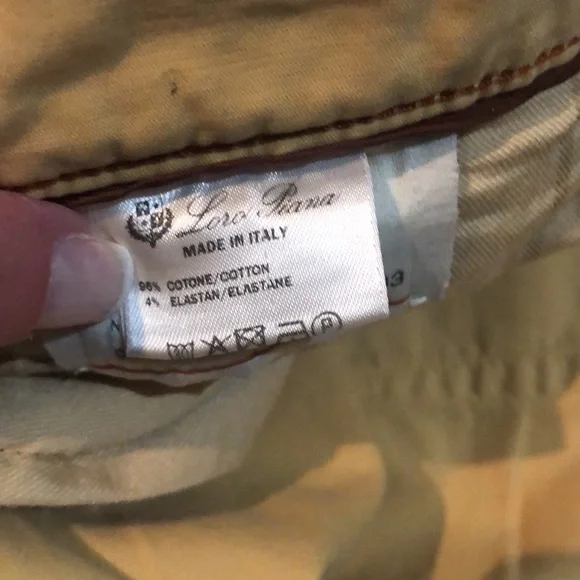 Loro Piana
MADE IN ITALY
96% COTONE/COTTON
4% ELASTAN/ELASTANE
P